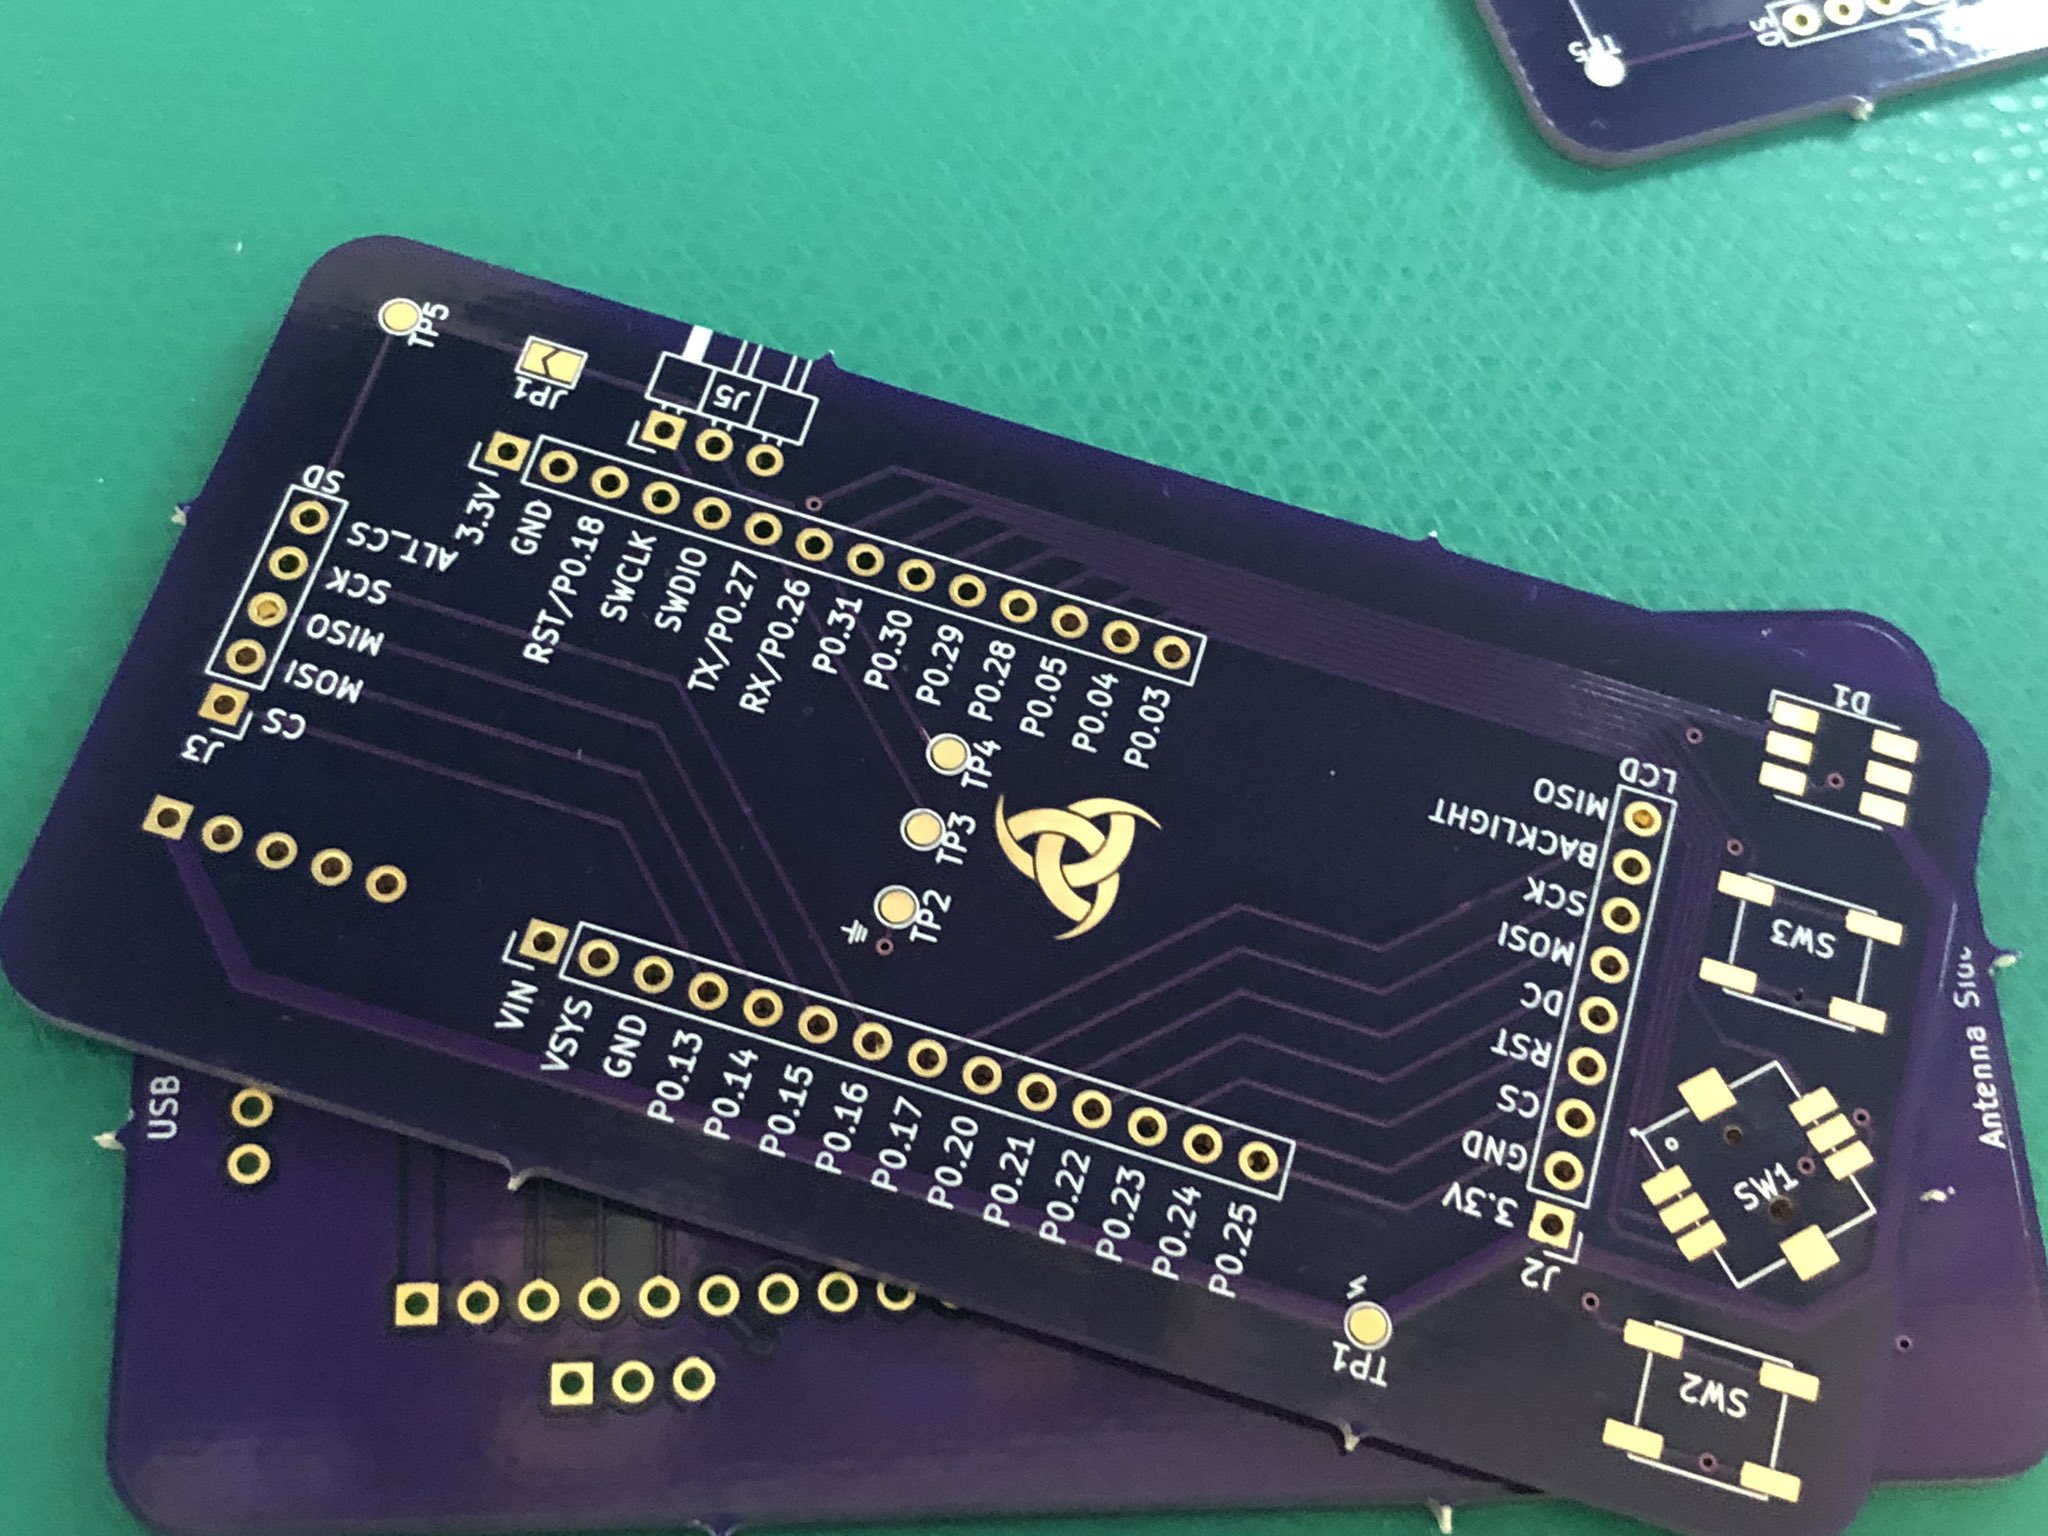 TP5
SD
TP5
JP1
J5
SD
ALT_CS
SCK
MISO
MOSI
CS
J3
3.3V
GND
RST/P0.18
SWCLK
SWDIO
TX/P0.27
RX/P0.26
P0.31
P0.30
P0.29
P0.28
P0.05
P0.04
P0.03
TP4
TP3
TP2
D1
LCD
MISO
BACKLIGHT
SCK
MOSI
DC
RST
CS
GND
3.3V
J2
SW3
SW1
SW2
VIN
VSYS
GND
P0.13
P0.14
P0.15
P0.16
P0.17
P0.20
P0.21
P0.22
P0.23
P0.24
P0.25
TP1
USB
Antenna Side